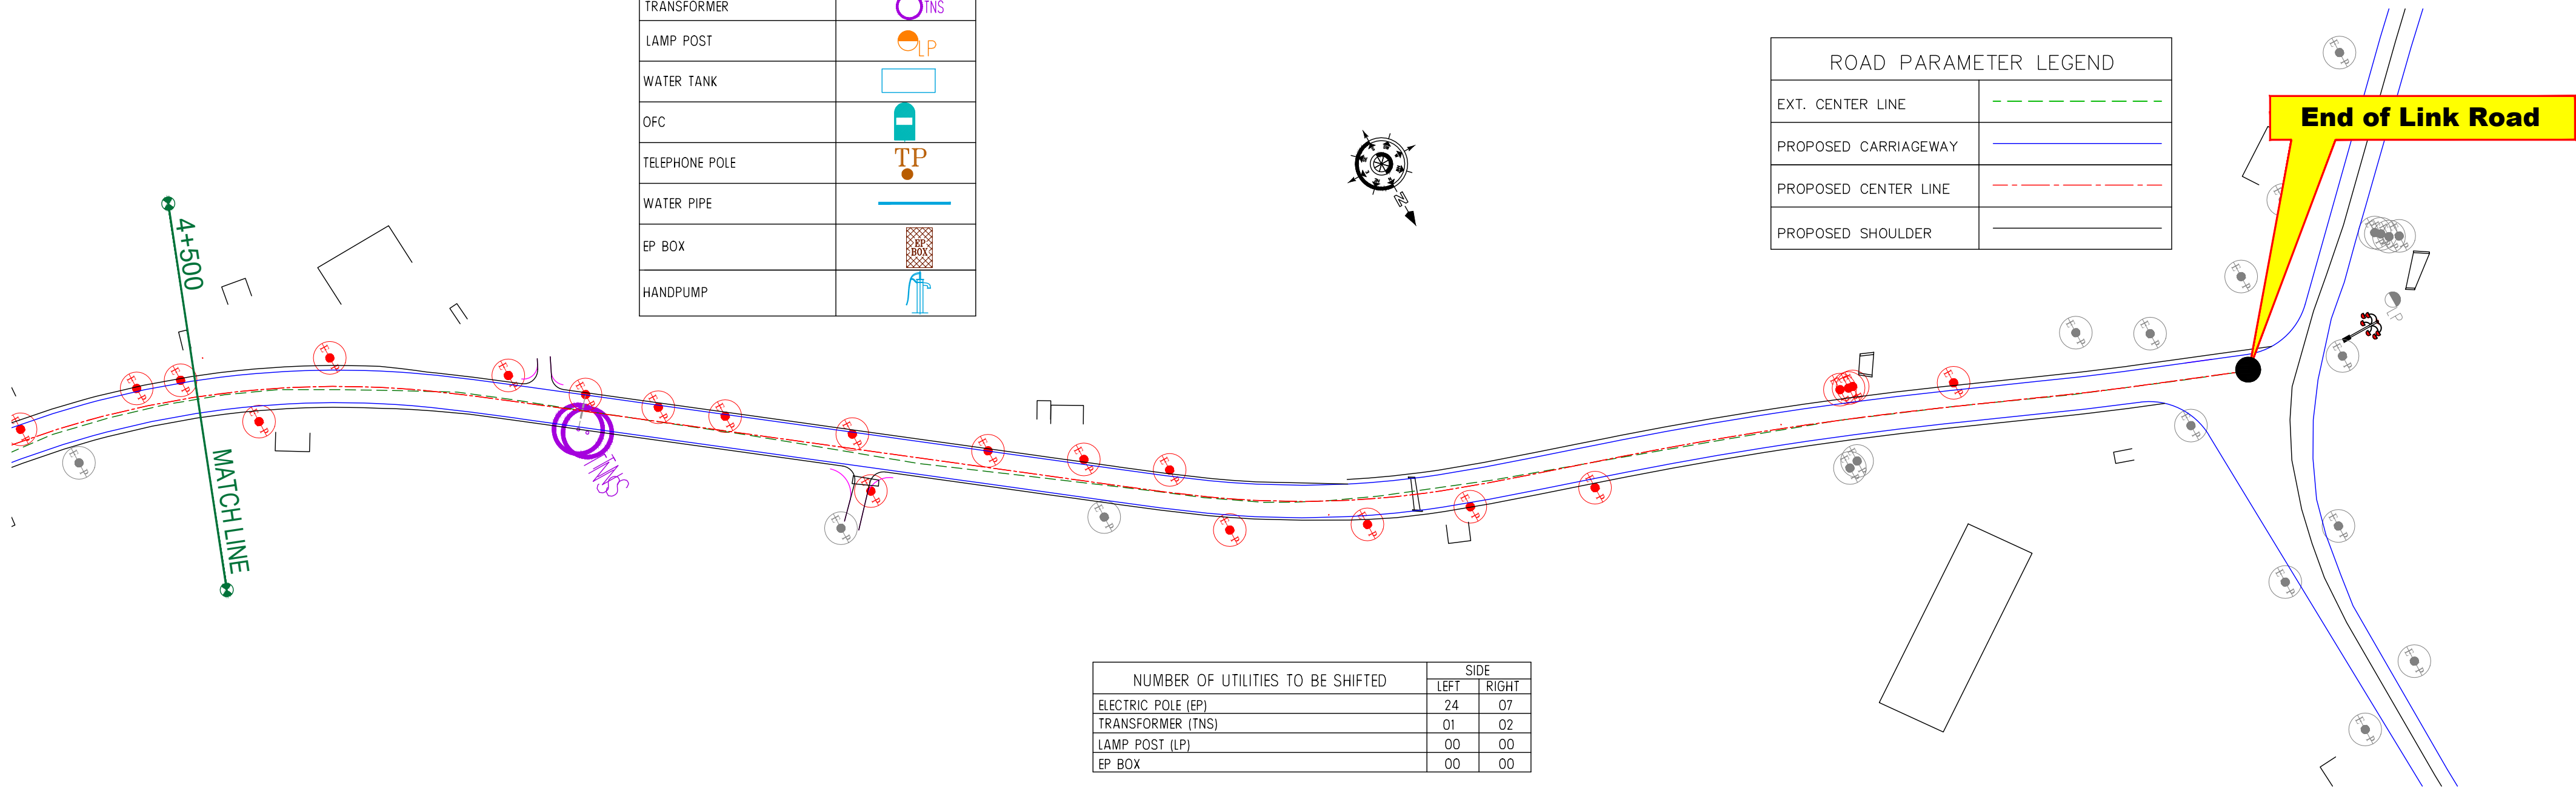 TRANSFORMER TNS
LAMP POST LP
WATER TANK
OFC
TELEPHONE POLE TP
WATER PIPE
EP BOX EP BOX
HANDPUMP
ROAD PARAMETER LEGEND
EXT. CENTER LINE
PROPOSED CARRIAGEWAY
PROPOSED CENTER LINE
PROPOSED SHOULDER
End of Link Road
N
4+500
MATCH LINE
LP
NUMBER OF UTILITIES TO BE SHIFTED SIDE
LEFT RIGHT
ELECTRIC POLE (EP) 24 07
TRANSFORMER (TNS) 01 02
LAMP POST (LP) 00 00
EP BOX 00 00